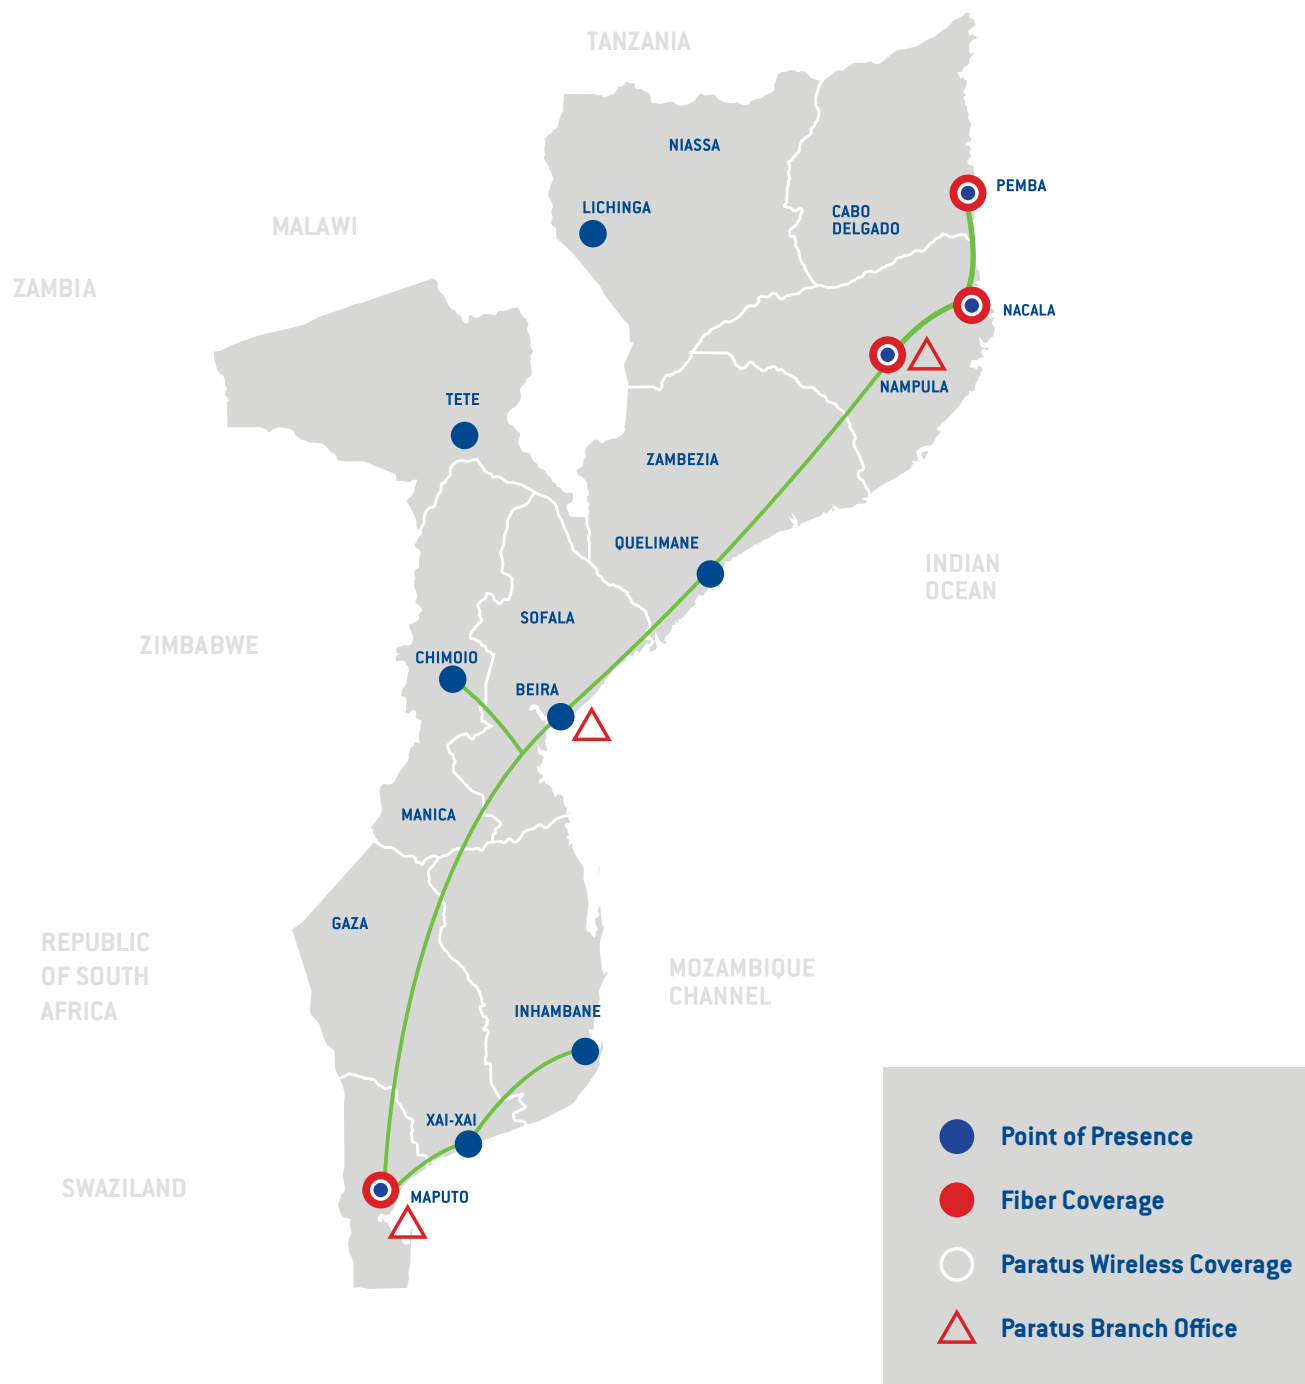 TANZANIA
NIASSA
PEMBA
LICHINGA
CABO
DELGADO
MALAWI
ZAMBIA
NACALA
NAMPULA
TETE
ZAMBEZIA
QUELIMANE
INDIAN
OCEAN
SOFALA
ZIMBABWE
CHIMOIO
BEIRA
MANICA
GAZA
REPUBLIC
OF SOUTH
AFRICA
MOZAMBIQUE
CHANNEL
INHAMBANE
XAI-XAI
SWAZILAND
MAPUTO
Point of Presence
Fiber Coverage
Paratus Wireless Coverage
Paratus Branch Office